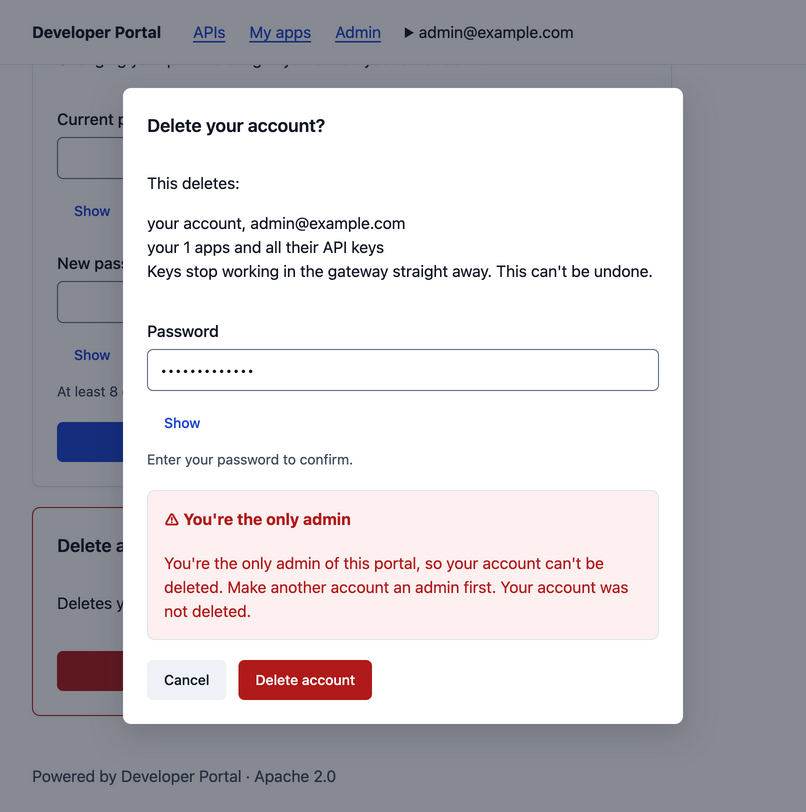 Developer Portal APIs My apps Admin ▶ admin@example.com
Current
Show
New
Show
At least 8
Delete
Deletes
Delete your account?
This deletes:
your account, admin@example.com
your 1 apps and all their API keys
Keys stop working in the gateway straight away. This can't be undone.
Password
•••••••••••••
Show
Enter your password to confirm.
You're the only admin
You're the only admin of this portal, so your account can't be
deleted. Make another account an admin first. Your account was
not deleted.
Cancel Delete account
Powered by Developer Portal · Apache 2.0